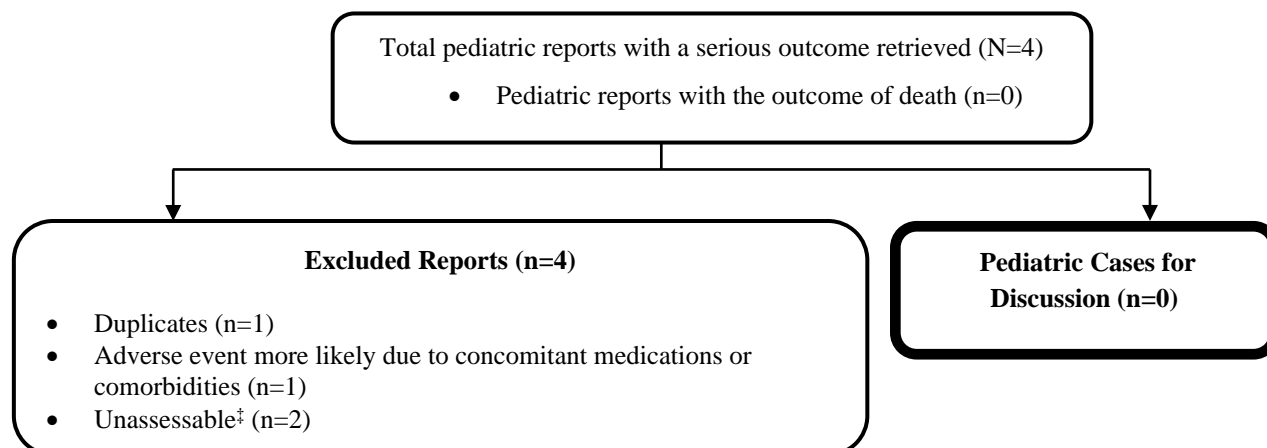 Total pediatric reports with a serious outcome retrieved (N=4)
• Pediatric reports with the outcome of death (n=0)
Excluded Reports (n=4)
• Duplicates (n=1)
• Adverse event more likely due to concomitant medications or
comorbidities (n=1)
• Unassessable‡ (n=2)
Pediatric Cases for
Discussion (n=0)